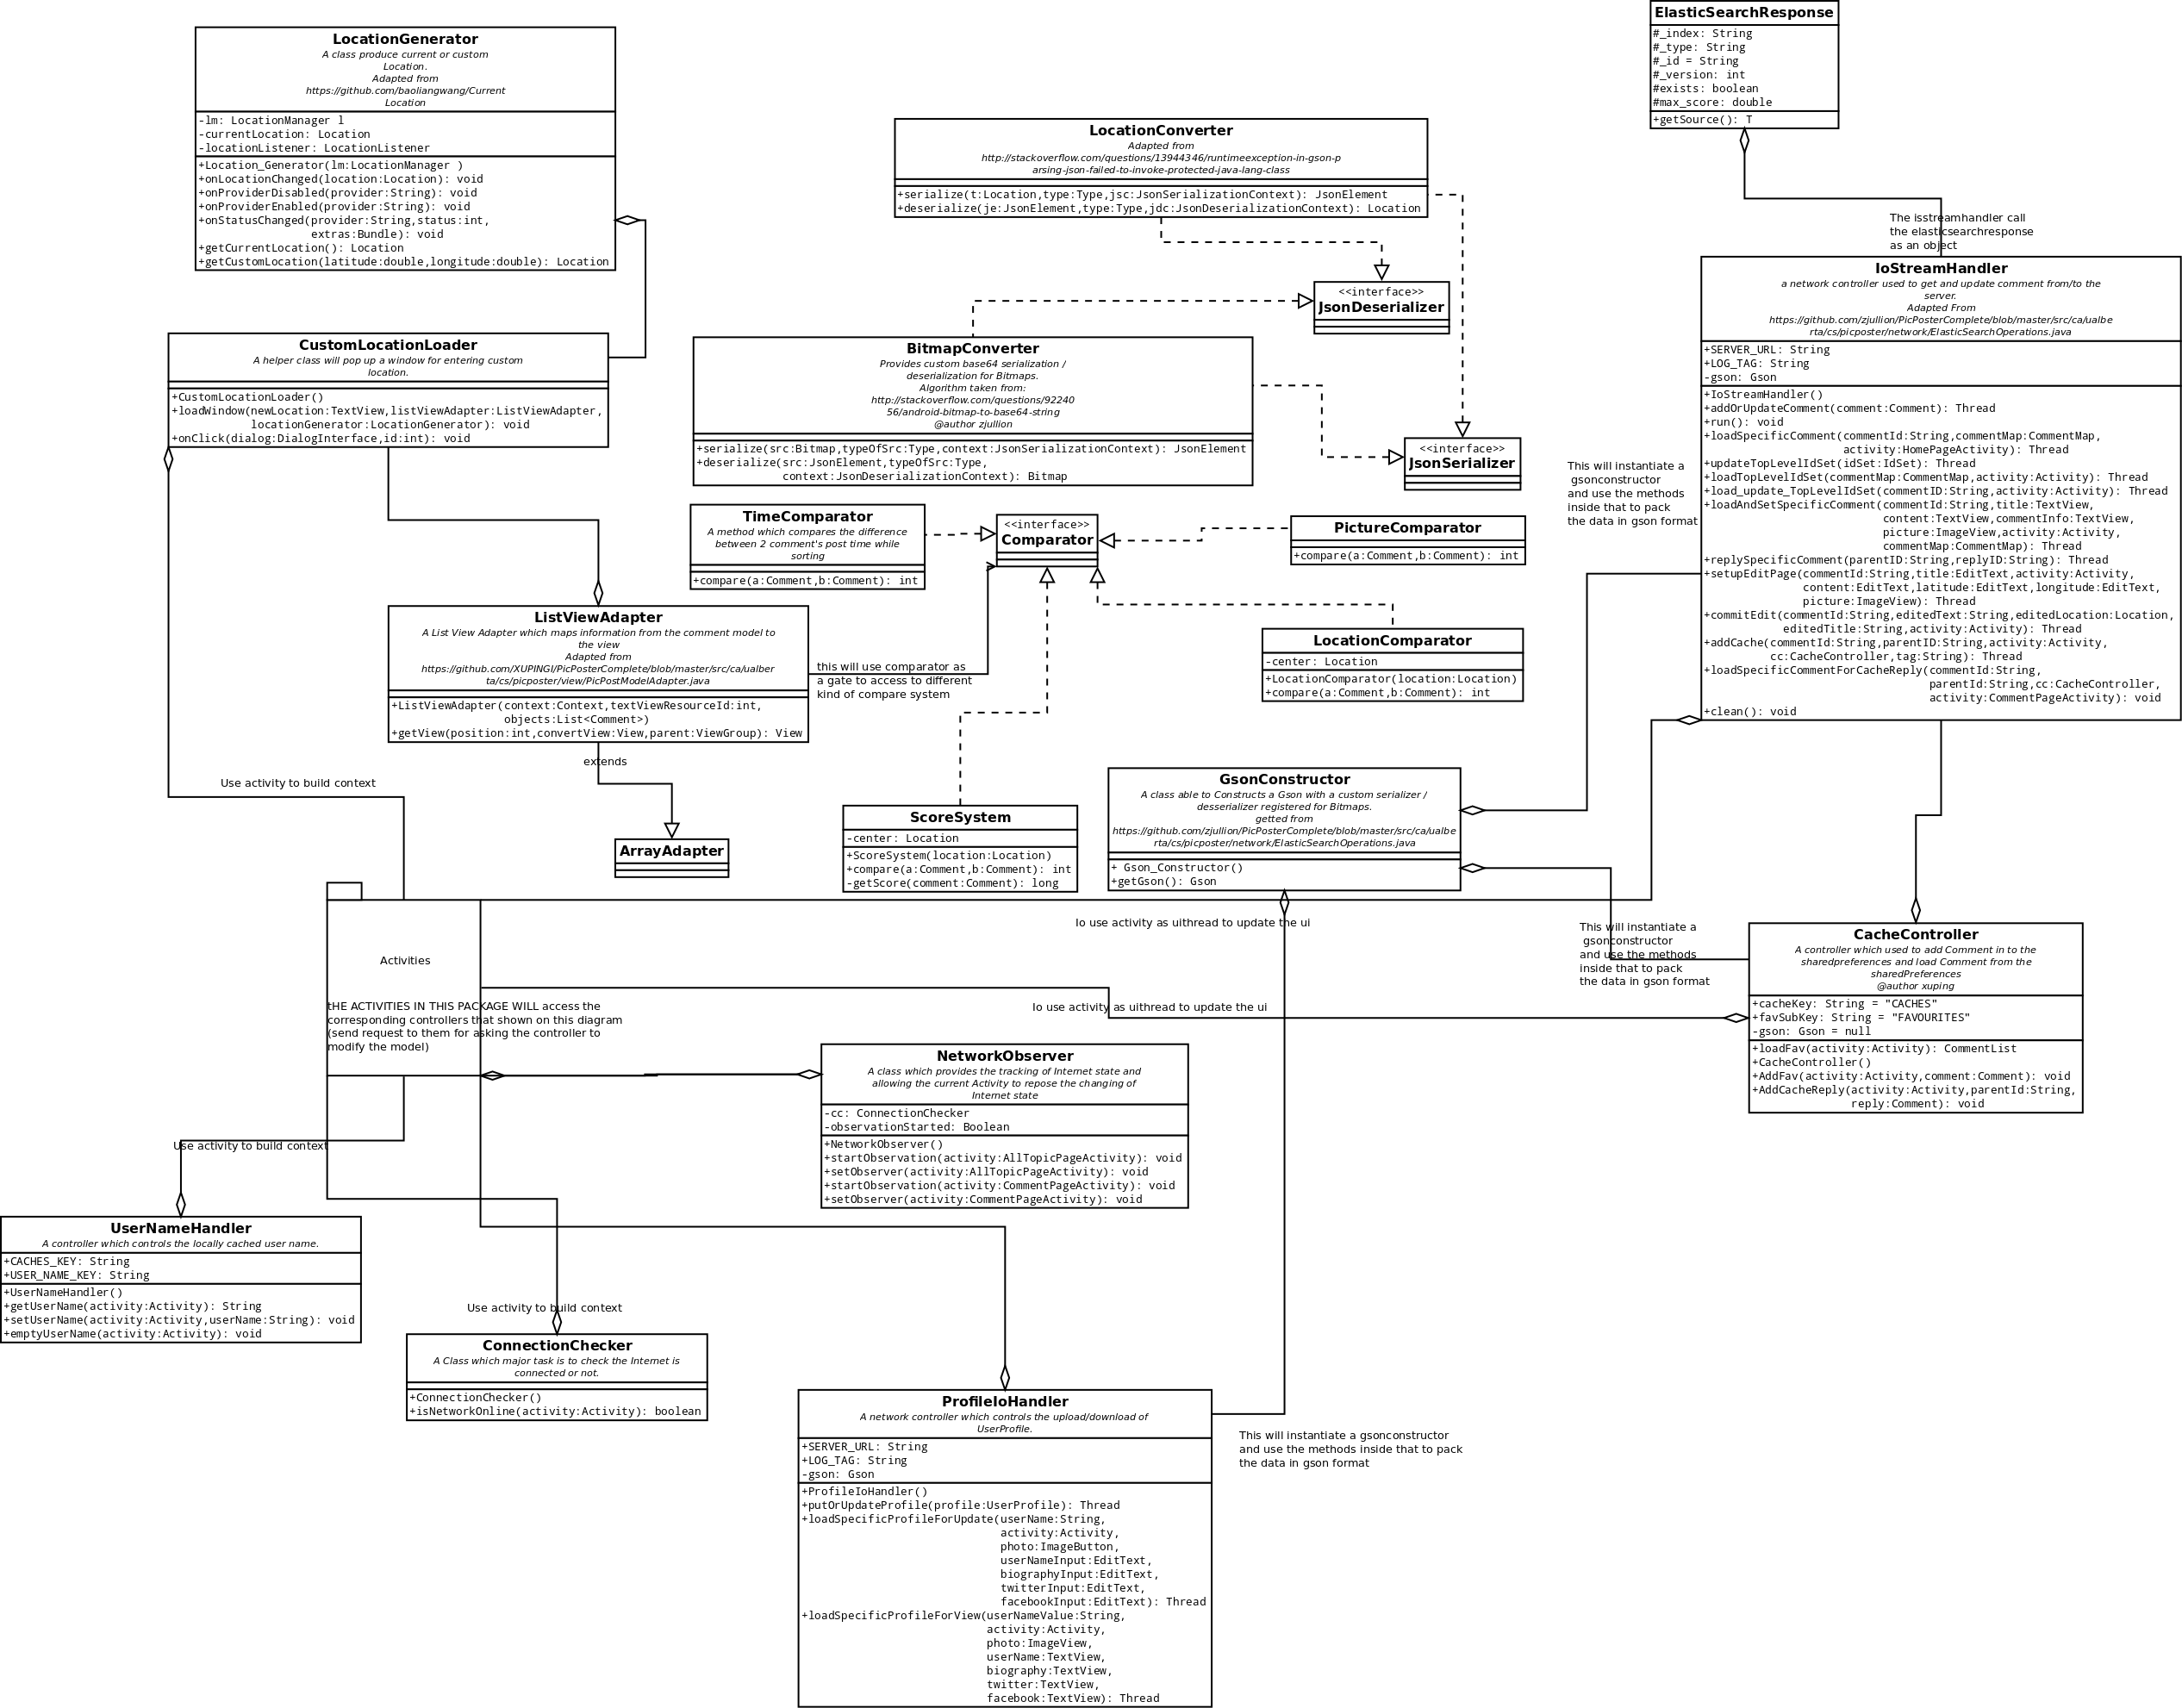 ElasticSearchResponse
#_index: String
#_type: String
#_id = String
#_version: int
#exists: boolean
#max_score: double
+getSource(): T
LocationGenerator
A class produce current or custom
Location.
Adapted from
https://github.com/baoliangwang/Current
Location
-lm: LocationManager l
-currentLocation: Location
-locationListener: LocationListener
+Location_Generator(lm:LocationManager )
+onLocationChanged(location:Location): void
+onProviderDisabled(provider:String): void
+onProviderEnabled(provider:String): void
+onStatusChanged(provider:String,status:int,
extras:Bundle): void
+getCurrentLocation(): Location
+getCustomLocation(latitude:double,longitude:double): Location
LocationConverter
Adapted from
http://stackoverflow.com/questions/13944346/runtimeexception-in-gson-p
arsing-json-failed-to-invoke-protected-java-lang-class
+serialize(t:Location,type:Type,jsc:JsonSerializationContext): JsonElement
+deserialize(je:JsonElement,type:Type,jdc:JsonDeserializationContext): Location
The isstreamhandler call
the elasticsearchresponse
as an object
IoStreamHandler
a network controller used to get and update comment from/to the
server.
Adapted From
https://github.com/zjullion/PicPosterComplete/blob/master/src/ca/ualbe
rta/cs/picposter/network/ElasticSearchOperations.java
+SERVER_URL: String
+LOG_TAG: String
-gson: Gson
+IoStreamHandler()
+addOrUpdateComment(comment:Comment): Thread
+run(): void
+loadSpecificComment(commentId:String,commentMap:CommentMap,
activity:HomePageActivity): Thread
+updateTopLevelIdSet(idSet:IdSet): Thread
+loadTopLevelIdSet(commentMap:CommentMap,activity:Activity): Thread
+load_update_TopLevelIdSet(commentID:String,activity:Activity): Thread
+loadAndSetSpecificComment(commentId:String,title:TextView,
content:TextView,commentInfo:TextView,
picture:ImageView,activity:Activity,
commentMap:CommentMap): Thread
+replySpecificComment(parentID:String,replyID:String): Thread
+setupEditPage(commentId:String,title:EditText,activity:Activity,
content:EditText,latitude:EditText,longitude:EditText,
picture:ImageView): Thread
+commitEdit(commentId:String,editedText:String,editedLocation:Location,
editedTitle:String,activity:Activity): Thread
+addCache(commentId:String,parentID:String,activity:Activity,
cc:CacheController,tag:String): Thread
+loadSpecificCommentForCacheReply(commentId:String,
parentId:String,cc:CacheController,
activity:CommentPageActivity): void
+clean(): void
<<interface>>
JsonDeserializer
CustomLocationLoader
A helper class will pop up a window for entering custom
location.
+CustomLocationLoader()
+loadWindow(newLocation:TextView,listViewAdapter:ListViewAdapter,
locationGenerator:LocationGenerator): void
+onClick(dialog:DialogInterface,id:int): void
BitmapConverter
Provides custom base64 serialization /
deserialization for Bitmaps.
Algorithm taken from:
http://stackoverflow.com/questions/92240
56/android-bitmap-to-base64-string
@author zjullion
+serialize(src:Bitmap,typeOfSrc:Type,context:JsonSerializationContext): JsonElement
+deserialize(src:JsonElement,typeOfSrc:Type,
context:JsonDeserializationContext): Bitmap
<<interface>>
JsonSerializer
This will instantiate a
gsonconstructor
and use the methods
inside that to pack
the data in gson format
TimeComparator
A method which compares the difference
between 2 comment's post time while
sorting
+compare(a:Comment,b:Comment): int
<<interface>>
Comparator
PictureComparator
+compare(a:Comment,b:Comment): int
ListViewAdapter
A List View Adapter which maps information from the comment model to
the view
Adapted from
https://github.com/XUPINGI/PicPosterComplete/blob/master/src/ca/ualber
ta/cs/picposter/view/PicPostModelAdapter.java
+ListViewAdapter(context:Context,textViewResourceId:int,
objects:List<Comment>)
+getView(position:int,convertView:View,parent:ViewGroup): View
this will use comparator as
a gate to access to different
kind of compare system
LocationComparator
-center: Location
+LocationComparator(location:Location)
+compare(a:Comment,b:Comment): int
extends
Use activity to build context
ArrayAdapter
ScoreSystem
-center: Location
+ScoreSystem(location:Location)
+compare(a:Comment,b:Comment): int
-getScore(comment:Comment): long
GsonConstructor
A class able to Constructs a Gson with a custom serializer /
desserializer registered for Bitmaps.
getted from
https://github.com/zjullion/PicPosterComplete/blob/master/src/ca/ualbe
rta/cs/picposter/network/ElasticSearchOperations.java
+ Gson_Constructor()
+getGson(): Gson
Io use activity as uithread to update the ui
This will instantiate a
gsonconstructor
and use the methods
inside that to pack
the data in gson format
CacheController
A controller which used to add Comment in to the
sharedpreferences and load Comment from the
sharedPreferences
@author xuping
+cacheKey: String = "CACHES"
+favSubKey: String = "FAVOURITES"
-gson: Gson = null
+loadFav(activity:Activity): CommentList
+CacheController()
+AddFav(activity:Activity,comment:Comment): void
+AddCacheReply(activity:Activity,parentId:String,
reply:Comment): void
Activities
tHE ACTIVITIES IN THIS PACKAGE WILL access the
corresponding controllers that shown on this diagram
(send request to them for asking the controller to
modify the model)
Io use activity as uithread to update the ui
NetworkObserver
A class which provides the tracking of Internet state and
allowing the current Activity to repose the changing of
Internet state
-cc: ConnectionChecker
-observationStarted: Boolean
+NetworkObserver()
+startObservation(activity:AllTopicPageActivity): void
+setObserver(activity:AllTopicPageActivity): void
+startObservation(activity:CommentPageActivity): void
+setObserver(activity:CommentPageActivity): void
Use activity to build context
UserNameHandler
A controller which controls the locally cached user name.
+CACHES_KEY: String
+USER_NAME_KEY: String
+UserNameHandler()
+getUserName(activity:Activity): String
+setUserName(activity:Activity,userName:String): void
+emptyUserName(activity:Activity): void
Use activity to build context
ConnectionChecker
A Class which major task is to check the Internet is
connected or not.
+ConnectionChecker()
+isNetworkOnline(activity:Activity): boolean
ProfileIoHandler
A network controller which controls the upload/download of
UserProfile.
+SERVER_URL: String
+LOG_TAG: String
-gson: Gson
+ProfileIoHandler()
+putOrUpdateProfile(profile:UserProfile): Thread
+loadSpecificProfileForUpdate(userName:String,
activity:Activity,
photo:ImageButton,
userNameInput:EditText,
biographyInput:EditText,
twitterInput:EditText,
facebookInput:EditText): Thread
+loadSpecificProfileForView(userNameValue:String,
activity:Activity,
photo:ImageView,
userName:TextView,
biography:TextView,
twitter:TextView,
facebook:TextView): Thread
This will instantiate a gsonconstructor
and use the methods inside that to pack
the data in gson format